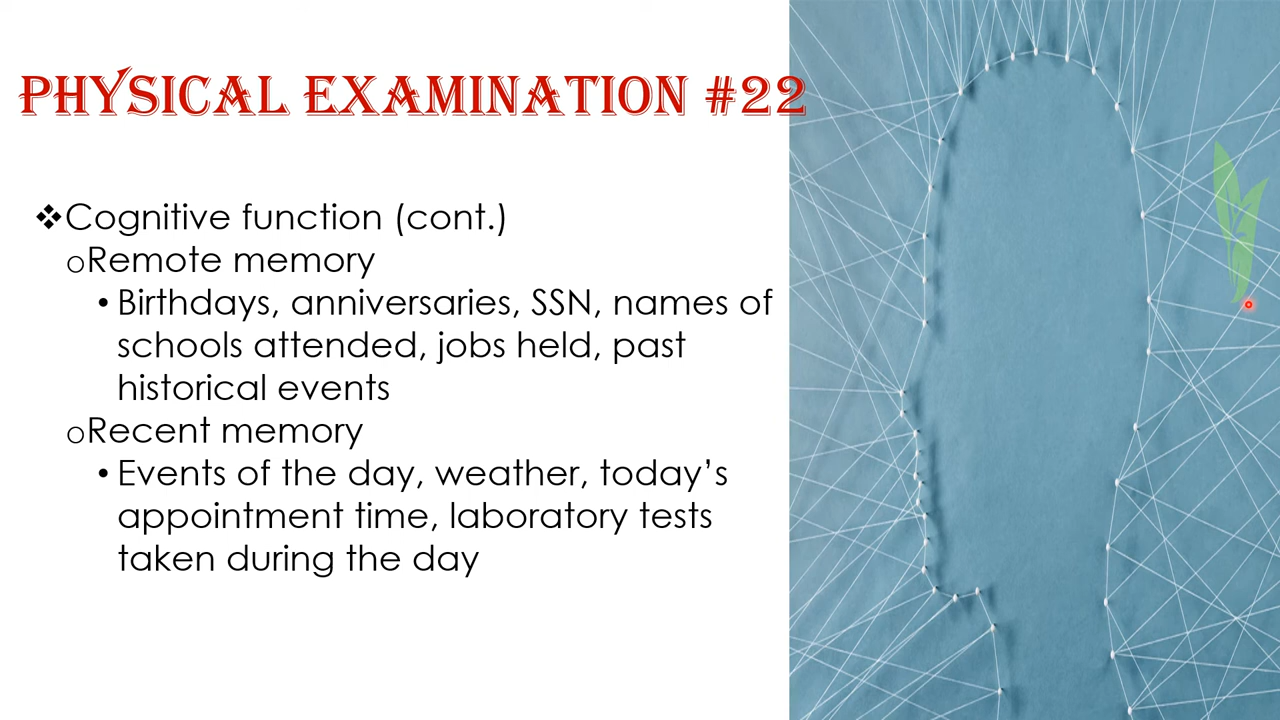 PHYSICAL EXAMINATION #22
❖Cognitive function (cont.)
oRemote memory
• Birthdays, anniversaries, SSN, names of
schools attended, jobs held, past
historical events
oRecent memory
• Events of the day, weather, today’s
appointment time, laboratory tests
taken during the day